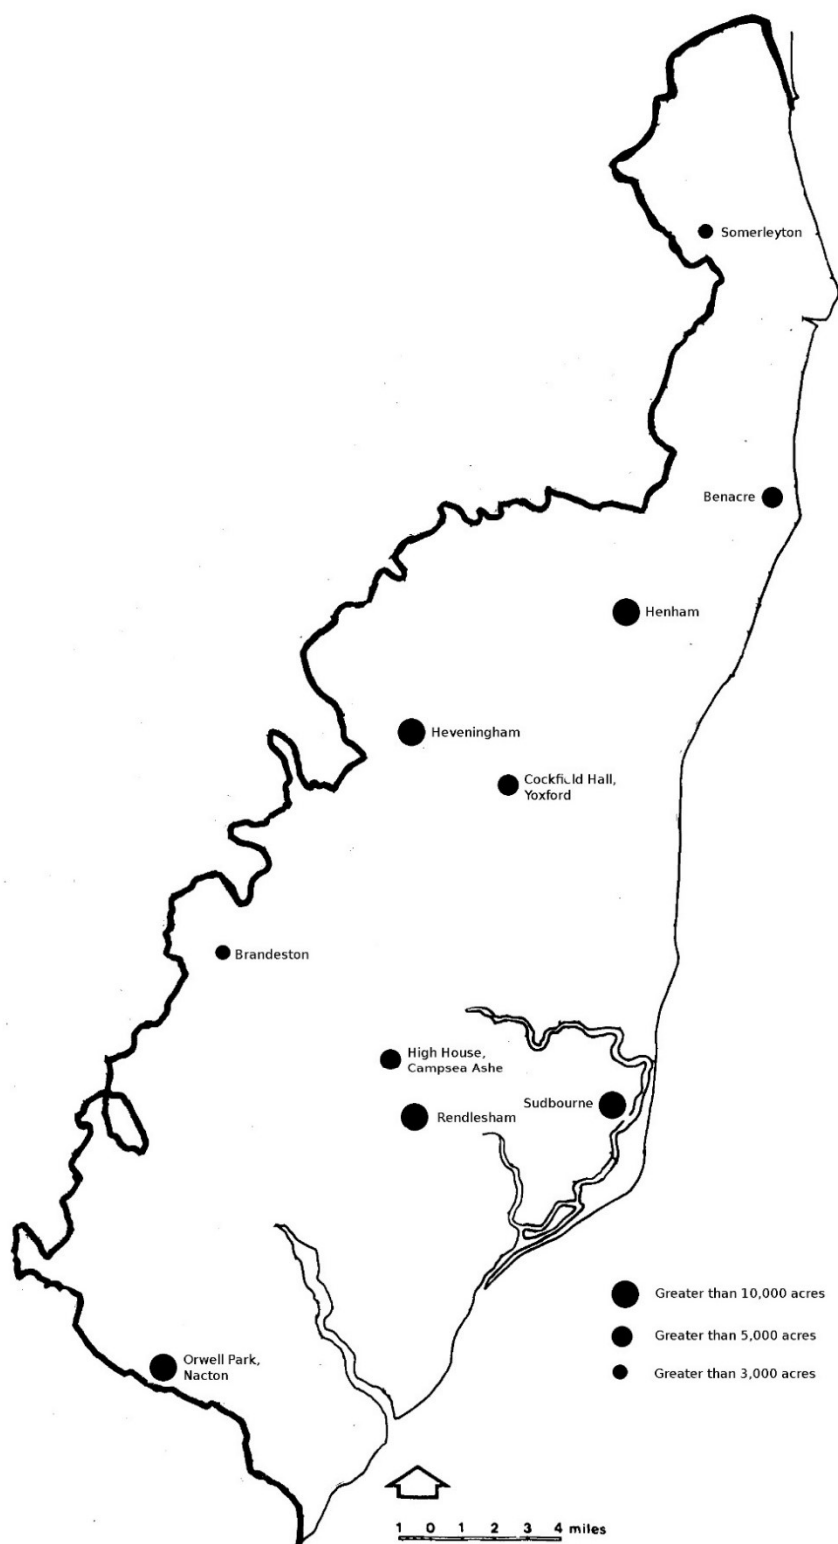 Somerleyton
Benacre
Henham
Heveningham
Cockfield Hall,
Yoxford
Brandeston
High House,
Campsea Ashe
Sudbourne
Rendlesham
Greater than 10,000 acres
Greater than 5,000 acres
Orwell Park,
Nacton
Greater than 3,000 acres
1 0 1 2 3 4 miles